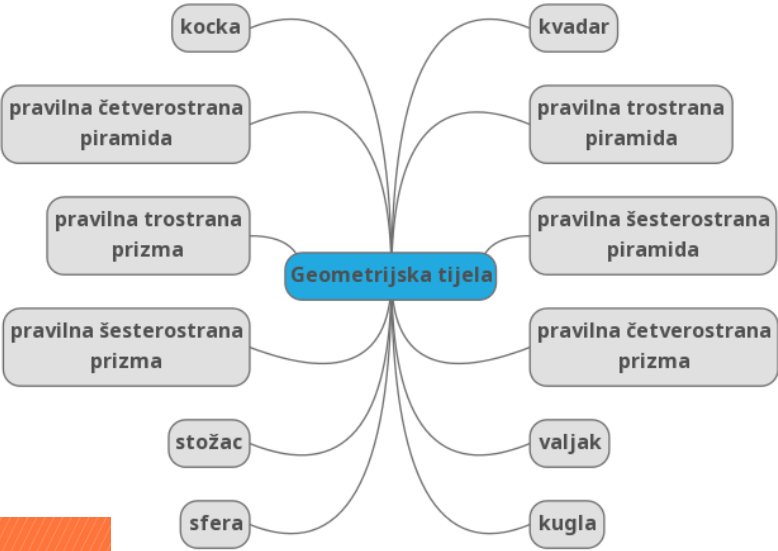 kocka
kvadar
pravilna četverostrana
piramida
pravilna trostrana
piramida
pravilna trostrana
prizma
pravilna šesterostrana
piramida
Geometrijska tijela
pravilna šesterostrana
prizma
pravilna četverostrana
prizma
stožac
valjak
sfera
kugla